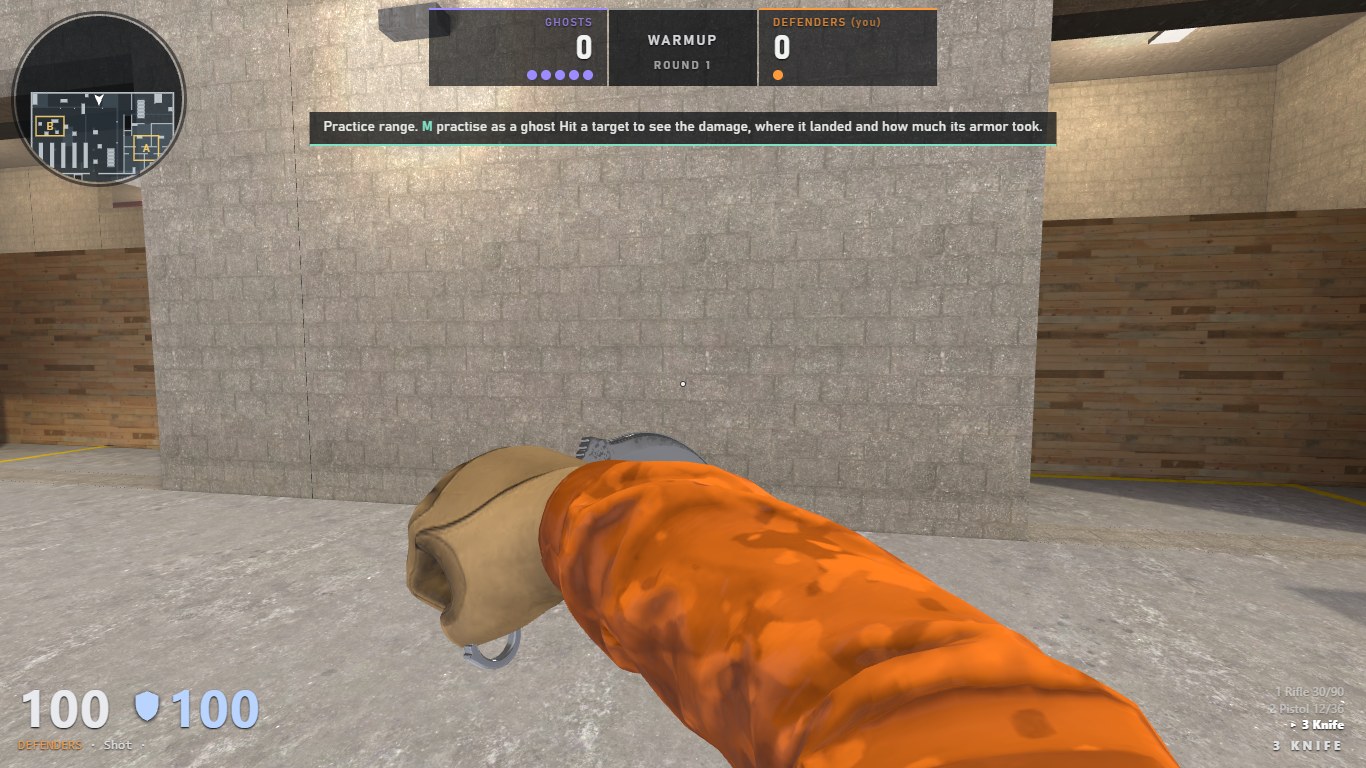 GHOSTS
0
WARMUP
ROUND 1
DEFENDERS (you)
0
Practice range. M practise as a ghost Hit a target to see the damage, where it landed and how much its armor took.
B
A
100 100
DEFENDERS · Shot ·
1 Rifle 30/90
2 Pistol 12/36
▸ 3 Knife
3 KNIFE